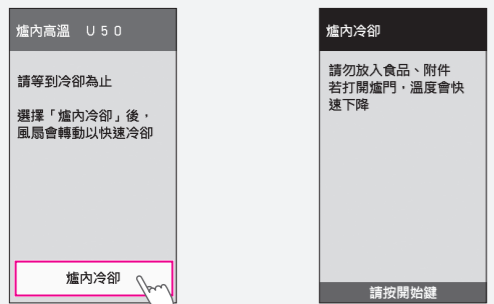 爐內高溫 U50
請等到冷卻為止
選擇「爐內冷卻」後，
風扇會轉動以快速冷卻
爐內冷卻
爐內冷卻
請勿放入食品、附件
若打開爐門，溫度會快
速下降
請按開始鍵